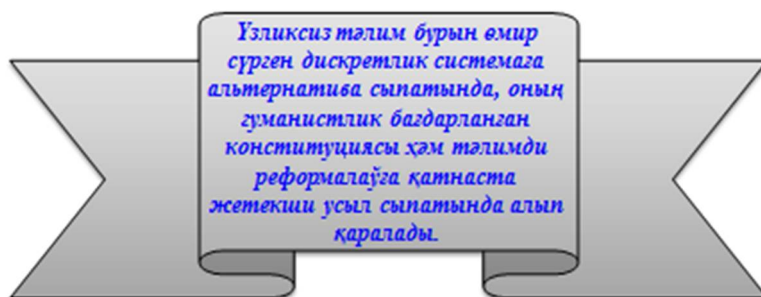 Үзликсиз тәлим бурын өмир
сүрген дискретлик системаға
альтернатива сыпатында, оның
гуманистлик бағдарланған
конституциясы ҳәм тәлимди
реформалаўға қатнаста
жетекши усыл сыпатында алып
қаралады.